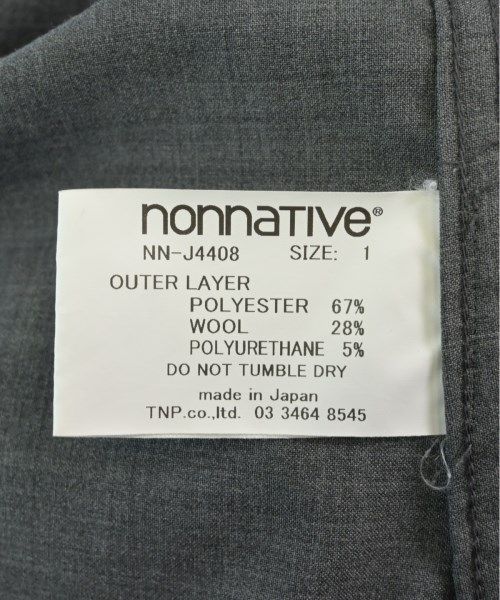 nonnaTIVe®
NN-J4408 SIZE: 1
OUTER LAYER
POLYESTER 67%
WOOL 28%
POLYURETHANE 5%
DO NOT TUMBLE DRY
made in Japan
TNP.co.,ltd. 03 3464 8545